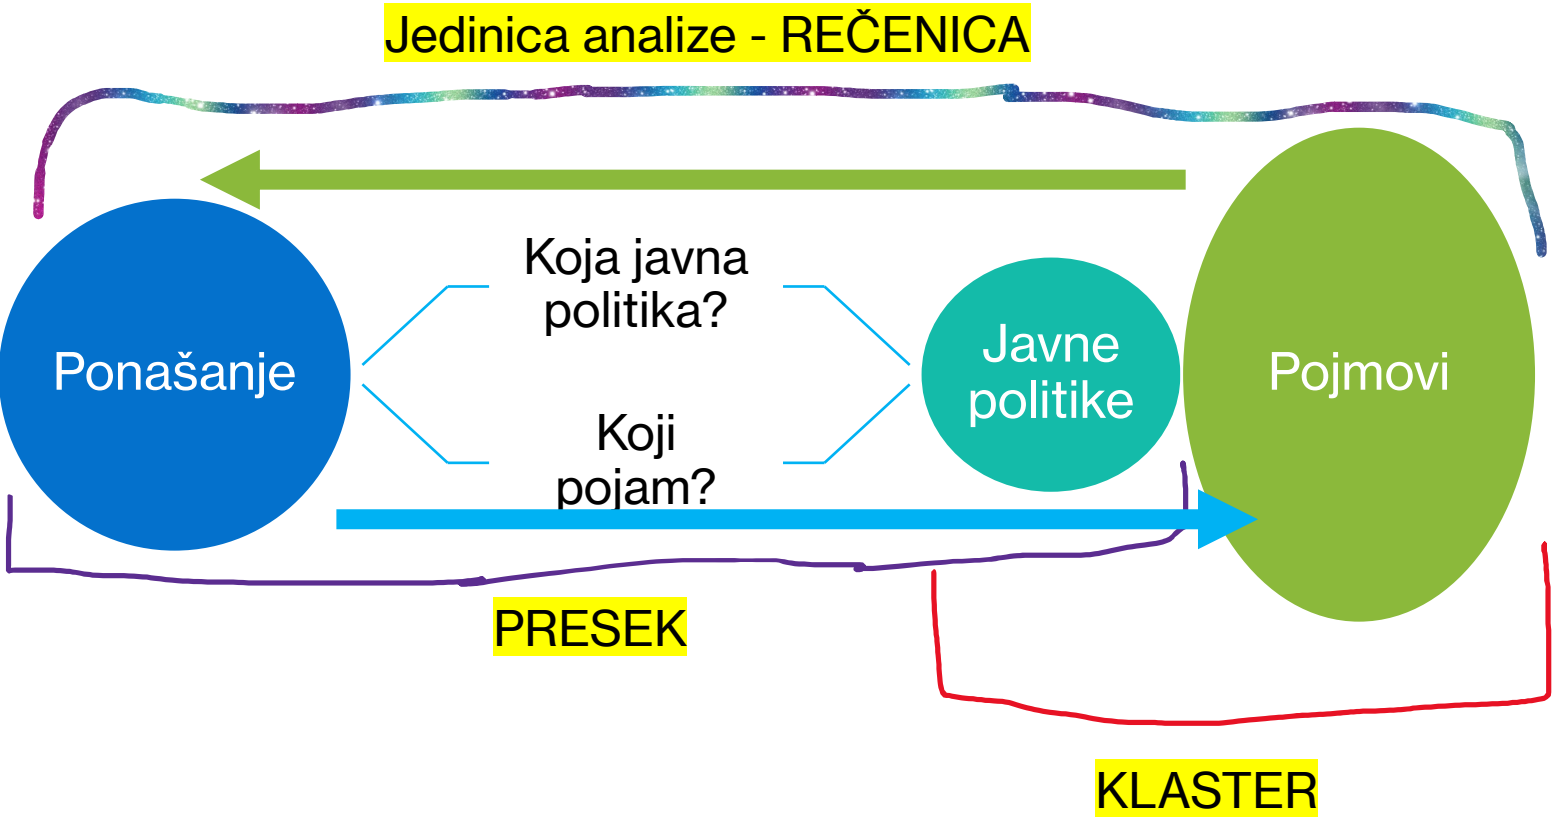 Jedinica analize - REČENICA
Koja javna
politika?
Ponašanje
Javne
politike
Pojmovi
Koji
pojam?
PRESEK
KLASTER